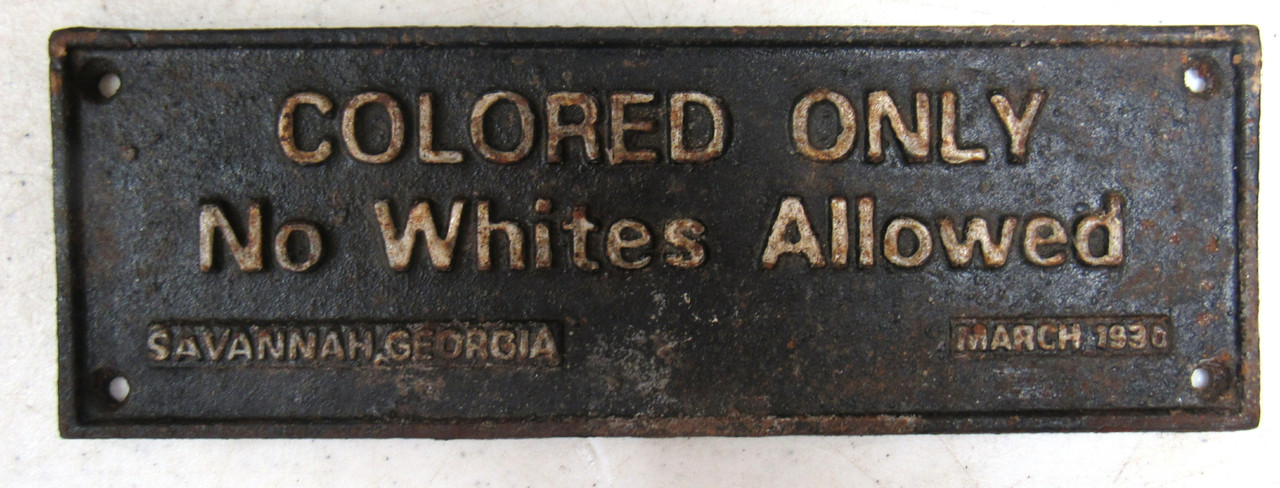 COLORED ONLY
No Whites Allowed
SAVANNAH, GEORGIA MARCH 1930